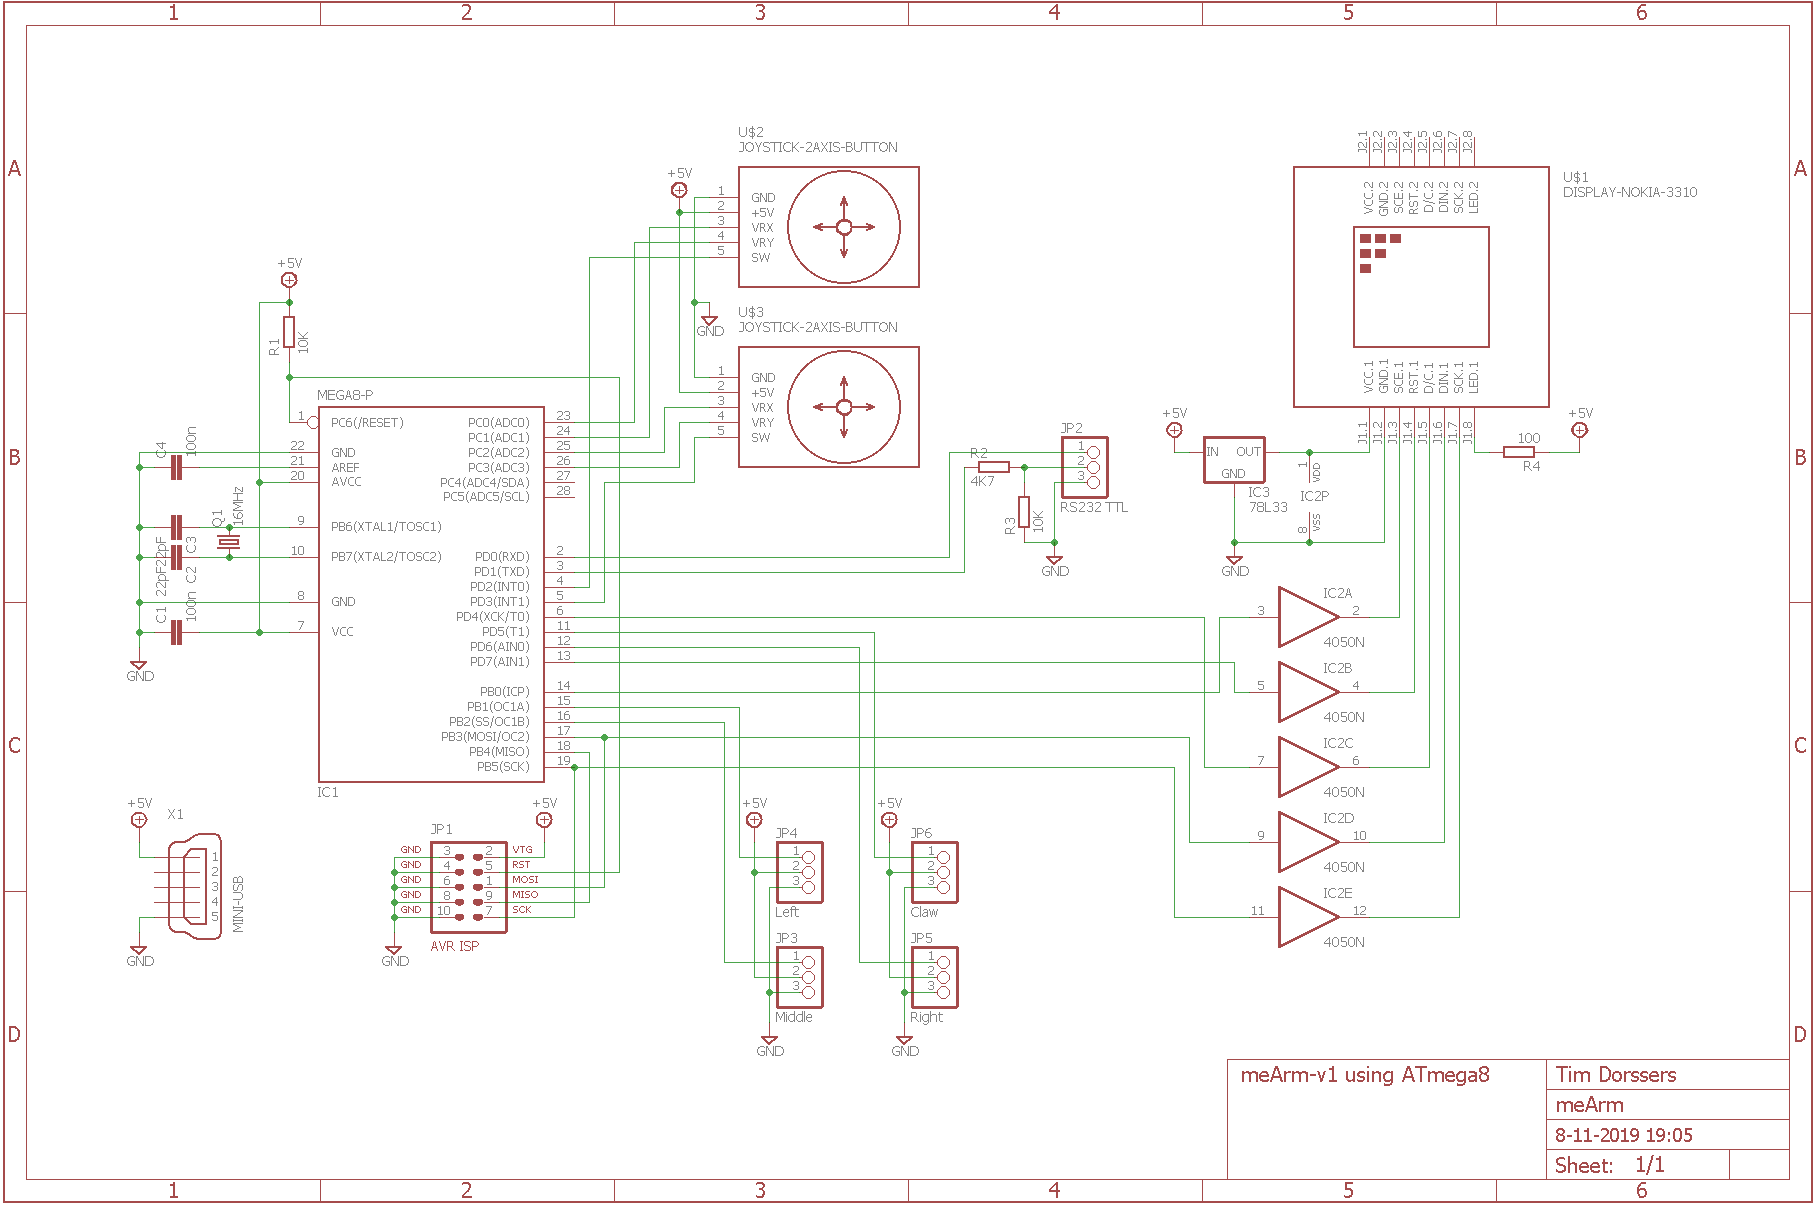 1 2 3 4 5 6
A A
B B
C C
D D
U$2
JOYSTICK-2AXIS-BUTTON
+5V
1 GND
2 +5V
3 VRX
4 VRY
5 SW
GND
U$3
JOYSTICK-2AXIS-BUTTON
1 GND
2 +5V
3 VRX
4 VRY
5 SW
J2.1 J2.2 J2.3 J2.4 J2.5 J2.6 J2.7 J2.8
VCC.2 GND.2 SCE.2 RST.2 D/C.2 DIN.2 SCK.2 LED.2
U$1
DISPLAY-NOKIA-3310
VCC.1 GND.1 SCE.1 RST.1 D/C.1 DIN.1 SCK.1 LED.1
J1.1 J1.2 J1.3 J1.4 J1.5 J1.6 J1.7 J1.8
+5V
R1
10K
MEGA8-P
1 PC6(/RESET)
22 GND
21 AREF
20 AVCC
9 PB6(XTAL1/TOSC1)
10 PB7(XTAL2/TOSC2)
8 GND
7 VCC
PC0(ADC0) 23
PC1(ADC1) 24
PC2(ADC2) 25
PC3(ADC3) 26
PC4(ADC4/SDA) 27
PC5(ADC5/SCL) 28
PD0(RXD) 2
PD1(TXD) 3
PD2(INT0) 4
PD3(INT1) 5
PD4(XCK/T0) 6
PD5(T1) 11
PD6(AIN0) 12
PD7(AIN1) 13
PB0(ICP) 14
PB1(OC1A) 15
PB2(SS/OC1B) 16
PB3(MOSI/OC2) 17
PB4(MISO) 18
PB5(SCK) 19
IC1
C4
100n
Q1
16MHz
C3
22pF
C2
22pF
C1
100n
GND
R2
4K7
R3
10K
JP2
1
2
3
RS232 TTL
GND
+5V
IN OUT
GND
IC3
78L33
1 VDD
IC2P
8 VSS
GND
100
R4
+5V
IC2A
3 2
4050N
IC2B
5 4
4050N
IC2C
7 6
4050N
IC2D
9 10
4050N
IC2E
11 12
4050N
+5V
X1
1
2
3
4
5
MINI-USB
GND
JP1
+5V
GND 3 2 VTG
GND 4 5 RST
GND 6 1 MOSI
GND 8 9 MISO
GND 10 7 SCK
AVR ISP
GND
+5V
JP4
1
2
3
Left
JP3
1
2
3
Middle
GND
+5V
JP6
1
2
3
Claw
JP5
1
2
3
Right
GND
meArm-v1 using ATmega8
Tim Dorssers
meArm
8-11-2019 19:05
Sheet: 1/1
1 2 3 4 5 6